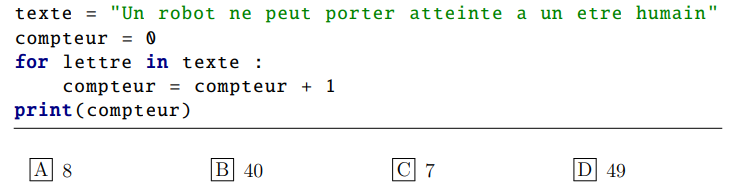 texte = "Un robot ne peut porter atteinte a un etre humain"
compteur = 0
for lettre in texte :
    compteur = compteur + 1
print(compteur)
A 8 B 40 C 7 D 49